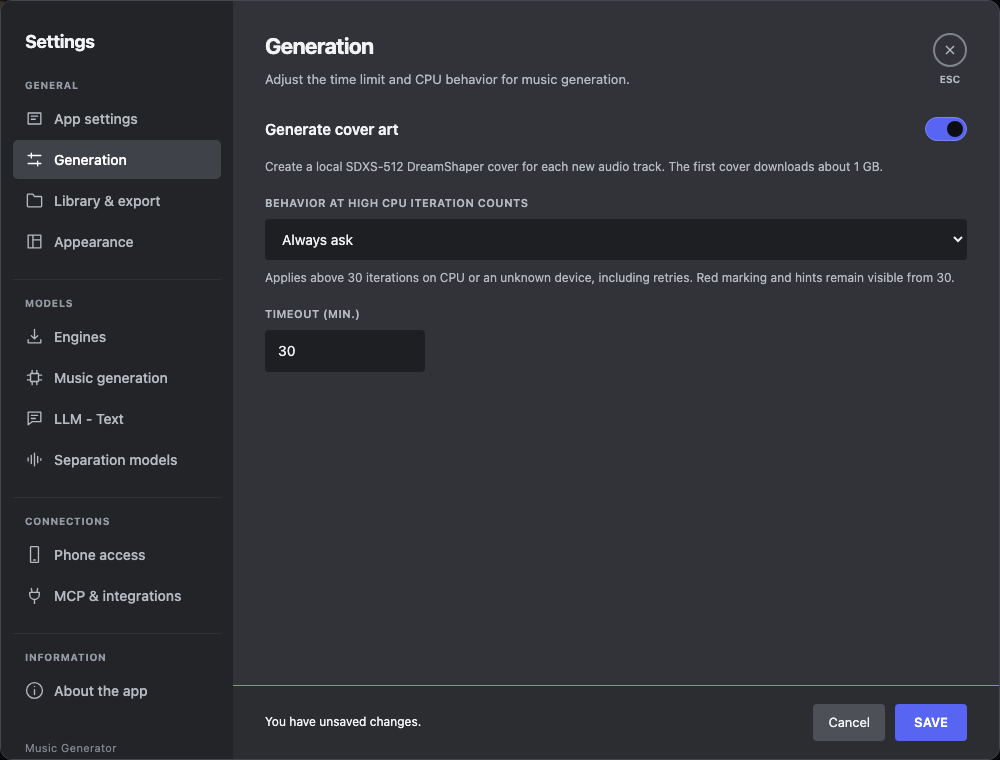 Settings
GENERAL
App settings
Generation
Library & export
Appearance
MODELS
Engines
Music generation
LLM - Text
Separation models
CONNECTIONS
Phone access
MCP & integrations
INFORMATION
About the app
Music Generator
Generation
ESC
Adjust the time limit and CPU behavior for music generation.
Generate cover art
Create a local SDXS-512 DreamShaper cover for each new audio track. The first cover downloads about 1 GB.
BEHAVIOR AT HIGH CPU ITERATION COUNTS
Always ask
Applies above 30 iterations on CPU or an unknown device, including retries. Red marking and hints remain visible from 30.
TIMEOUT (MIN.)
30
You have unsaved changes.
Cancel
SAVE